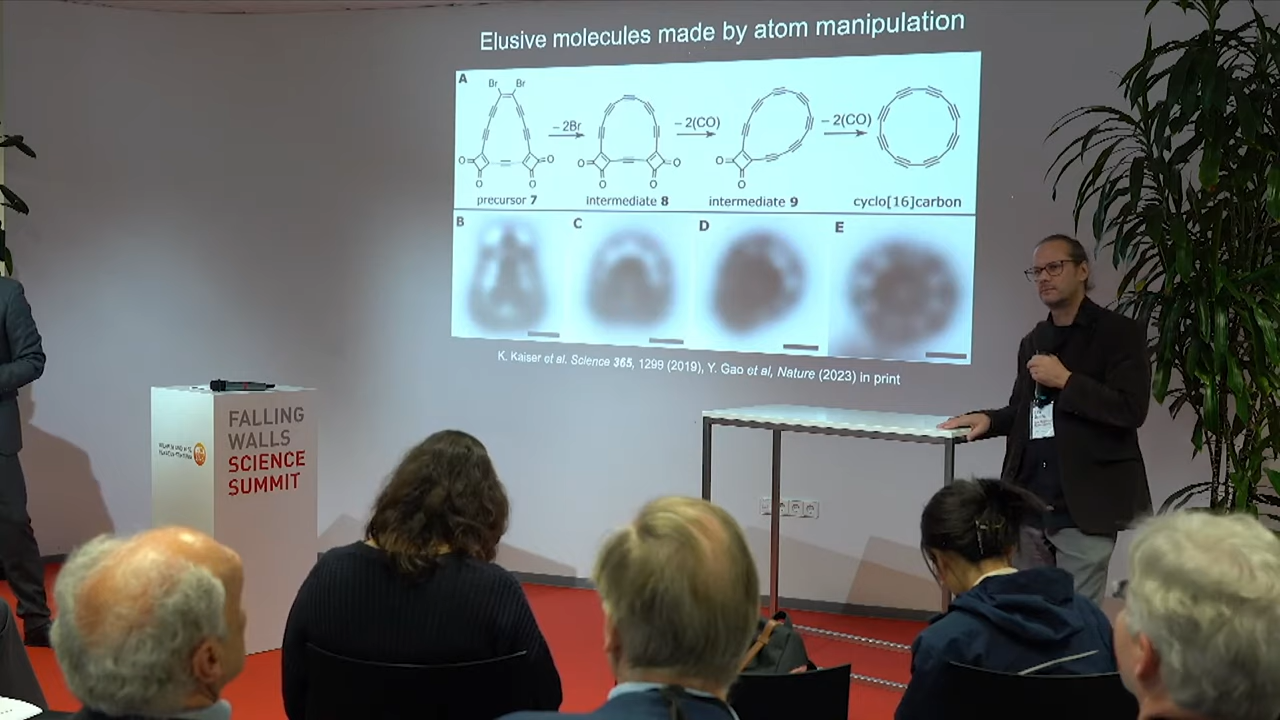 Elusive molecules made by atom manipulation
A
Br Br
– 2Br
– 2(CO)
– 2(CO)
O O O O
O O O O
O O
precursor 7
intermediate 8
intermediate 9
cyclo[16]carbon
B
C
D
E
K. Kaiser et al. Science 365, 1299 (2019), Y. Gao et al, Nature (2023) in print
FALLING
WALLS
SCIENCE
SUMMIT